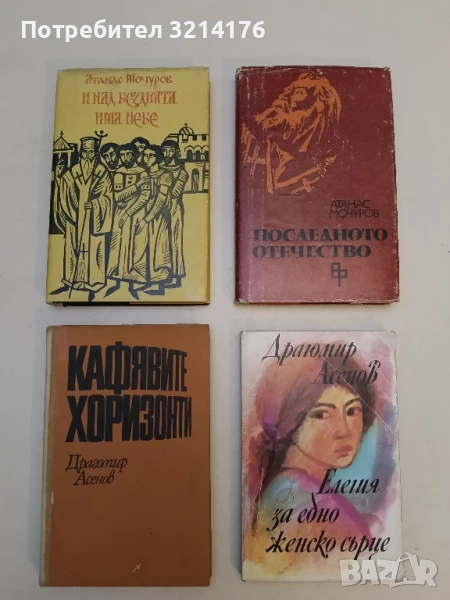 Потребител 3214176
АТАНАС МОЧУРОВ
И НАД БЕЗДНАТА
ИМА НЕБЕ
АТАНАС
МОЧУРОВ
ПОСЛЕДНОТО
ОТЕЧЕСТВО
КАФЯВИТЕ
ХОРИЗОНТИ
Драгомир
Асенов
Драгомир
Асенов
Елегия
за едно
женско сърце
BAZAR